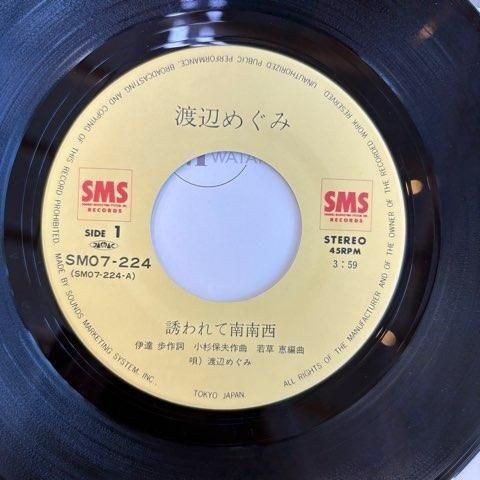 UNAUTHORIZED PUBLIC PERFORMANCE, BROADCASTING AND COPYING OF THIS RECORD PROHIBITED.
ALL RIGHTS OF THE MANUFACTURER AND OF THE OWNER OF THE RECORDED WORK RESERVED.
渡辺めぐみ
WATA
SMS
RECORDS
SMS
RECORDS
SIDE 1
STEREO
45RPM
SM07-224
(SM07-224-A)
3:59
誘われて南南西
伊達 歩作詞 小杉保夫作曲 若草 恵編曲
唄)渡辺めぐみ
MADE BY SOUNDS MARKETING SYSTEM, INC.
TOKYO JAPAN.